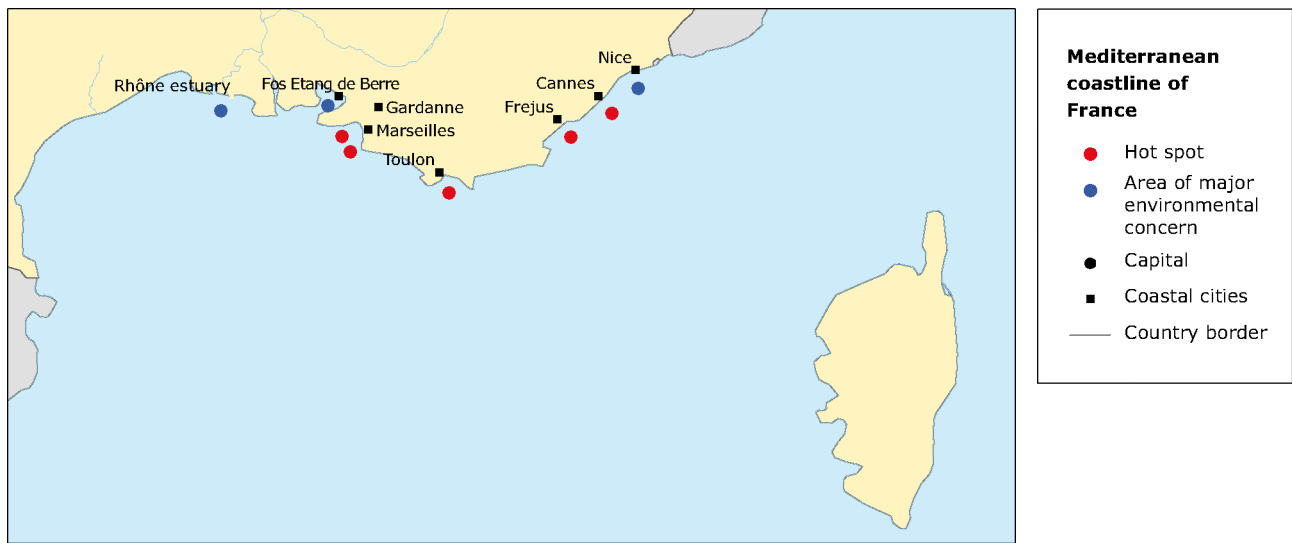 Nice
Rhône estuary
Fos Etang de Berre
Cannes
Gardanne
Frejus
Marseilles
Toulon
Mediterranean
coastline of
France
Hot spot
Area of major
environmental
concern
Capital
Coastal cities
Country border